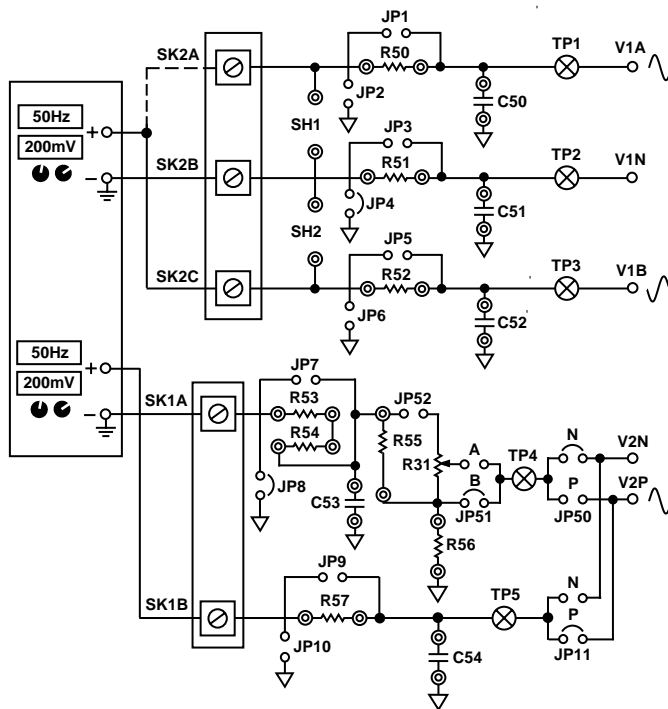 JP1
SK2A
TP1
V1A
R50
50Hz
200mV
+
–
JP2
C50
SH1
JP3
SK2B
R51
TP2
V1N
JP4
C51
SH2
JP5
SK2C
R52
TP3
V1B
JP6
C52
50Hz
200mV
+
–
JP7
SK1A
R53
JP52
R54
R55
A
TP4
N
V2N
R31
B
P
V2P
JP8
C53
JP51
JP50
R56
JP9
SK1B
R57
TP5
N
P
JP10
C54
JP11